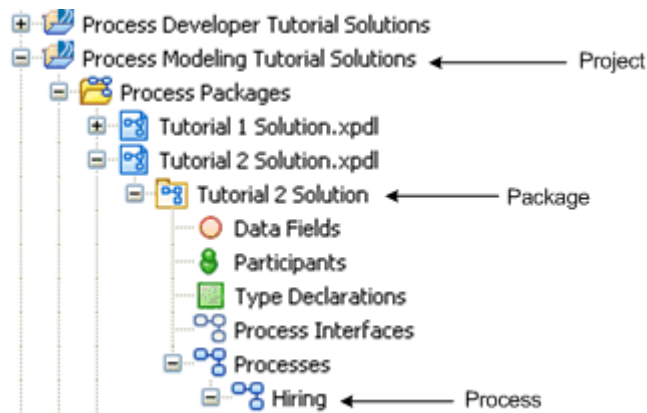 Process Developer Tutorial Solutions
Process Modeling Tutorial Solutions Project
Process Packages
Tutorial 1 Solution.xpdl
Tutorial 2 Solution.xpdl
Tutorial 2 Solution Package
Data Fields
Participants
Type Declarations
Process Interfaces
Processes
Hiring Process